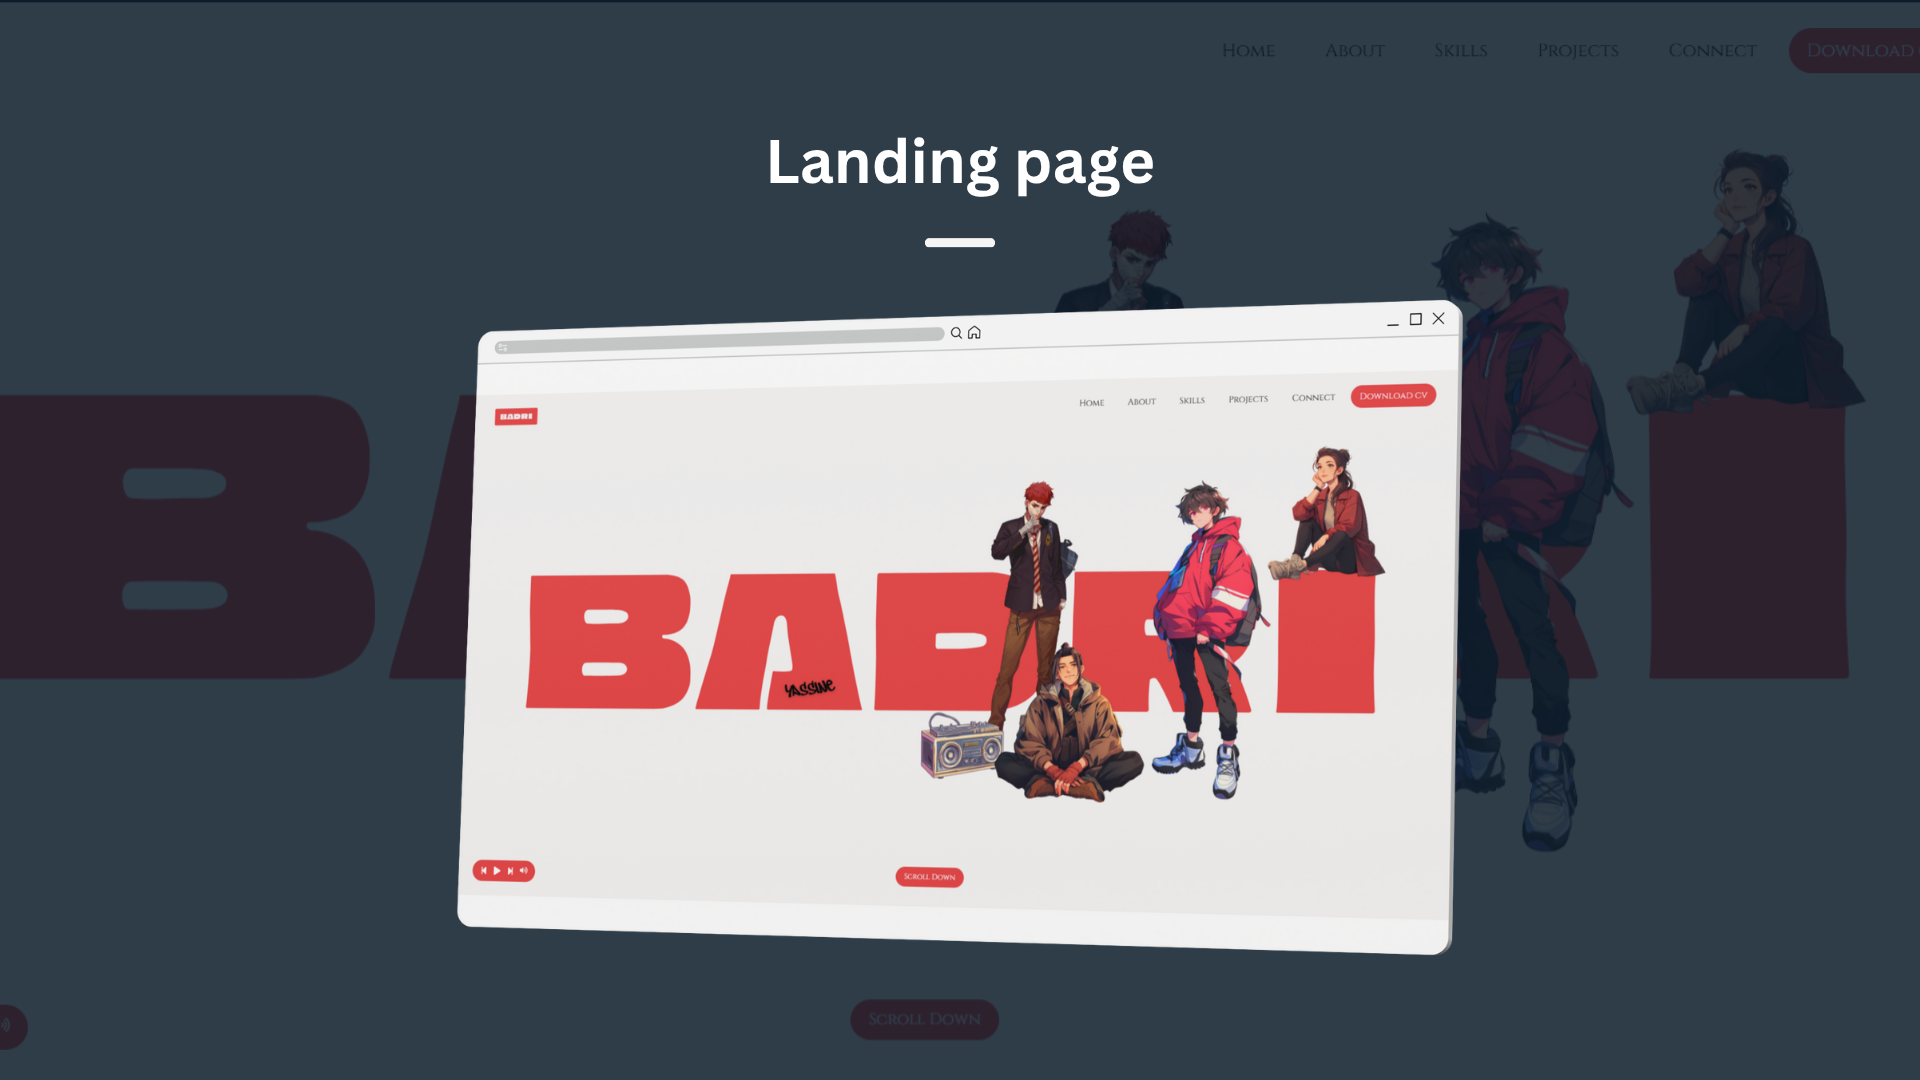 HOME ABOUT SKILLS PROJECTS CONNECT DOWNLOAD
Landing page
BADRI
HOME ABOUT SKILLS PROJECTS CONNECT DOWNLOAD CV
BADRI
YASSINE
SCROLL DOWN
BA I
SCROLL DOWN